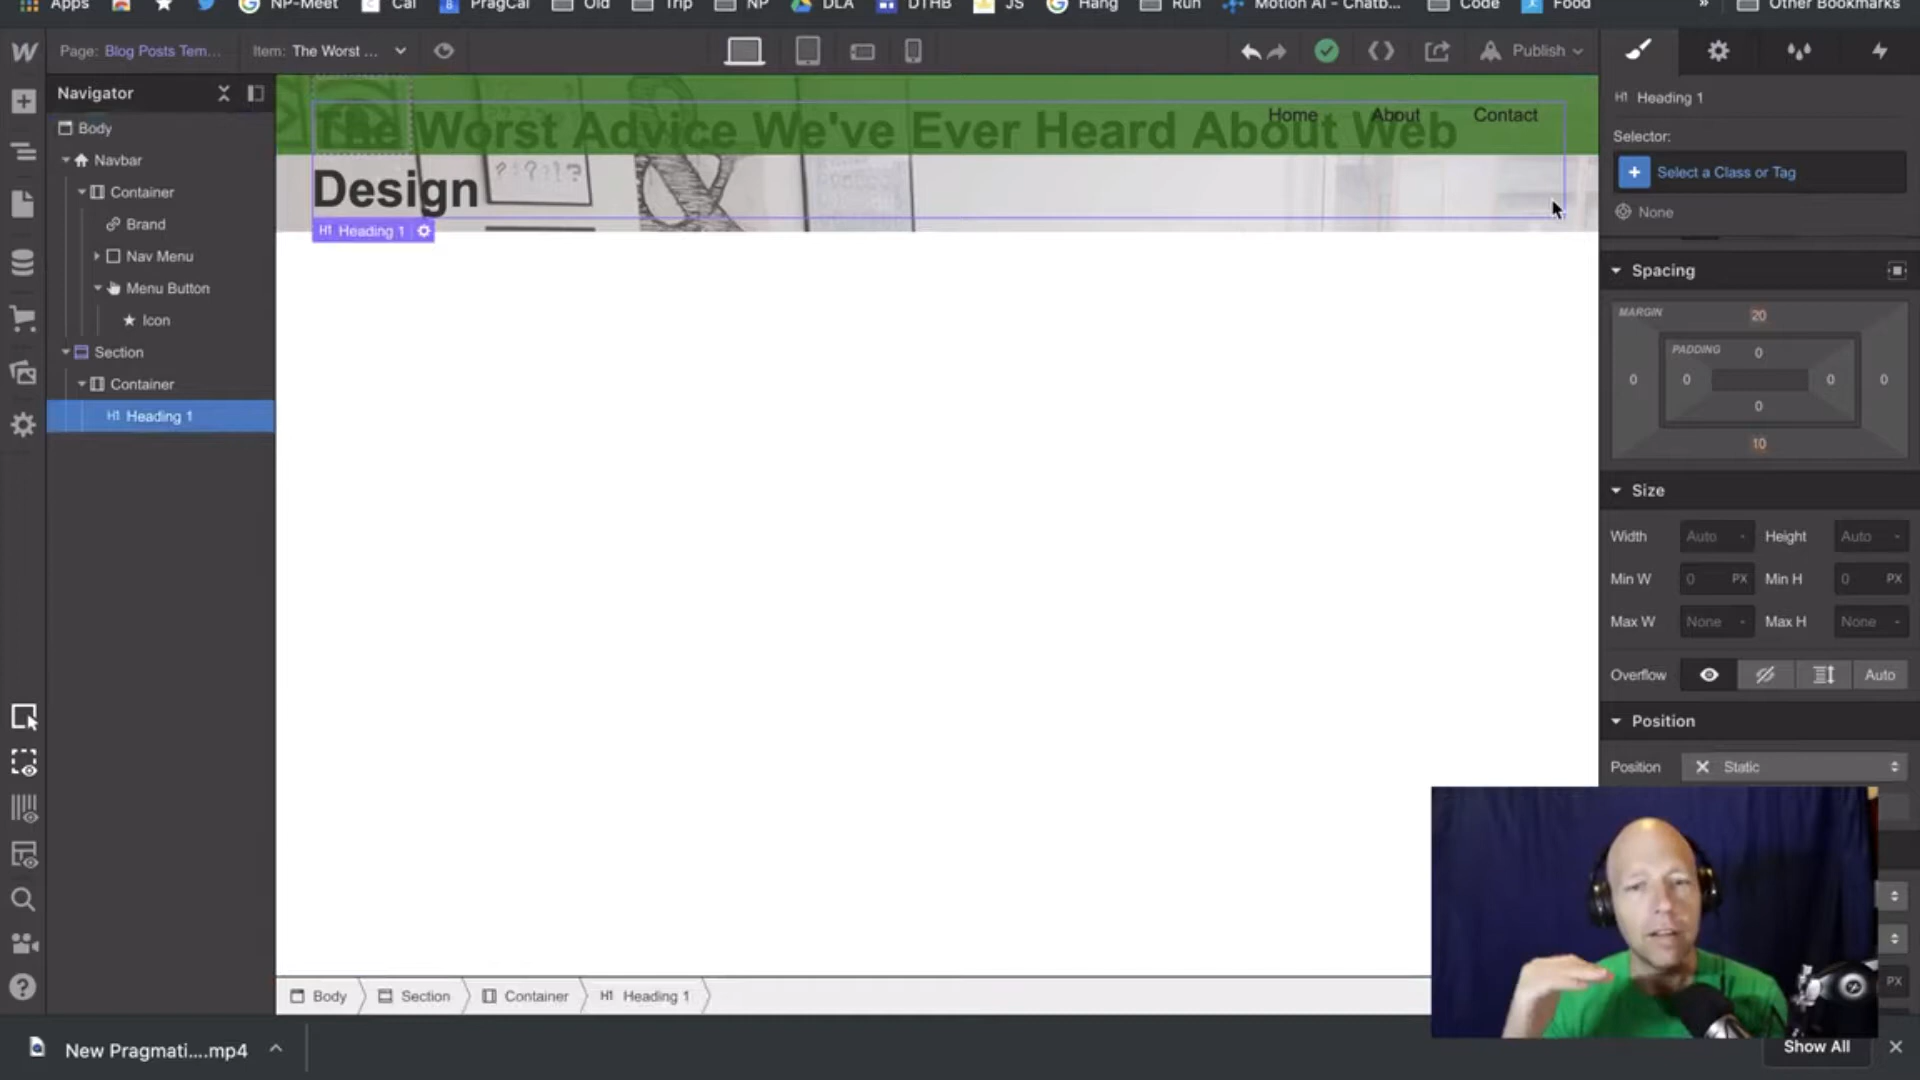 Apps
NP-Meet
Cal
PragCal
Old
Trip
NP
DLA
DTHB
JS
Hang
Run
Motion AI - Chatb...
Code
Food
»
Other Bookmarks
Page: Blog Posts Tem...
Item: The Worst ...
Publish
Navigator
Body
Navbar
Container
Brand
Nav Menu
Menu Button
Icon
Section
Container
H1 Heading 1
Home
About
Contact
The Worst Advice We've Ever Heard About Web
Design
?·?!?
H1 Heading 1
H1 Heading 1
Selector:
Select a Class or Tag
None
Spacing
MARGIN
20
PADDING
0
0
0
0
0
0
10
Size
Width Auto - Height Auto -
Min W 0 PX Min H 0 PX
Max W None - Max H None -
Overflow Auto
Position
Position Static
PX
Body
Section
Container
H1 Heading 1
New Pragmati....mp4
Show All